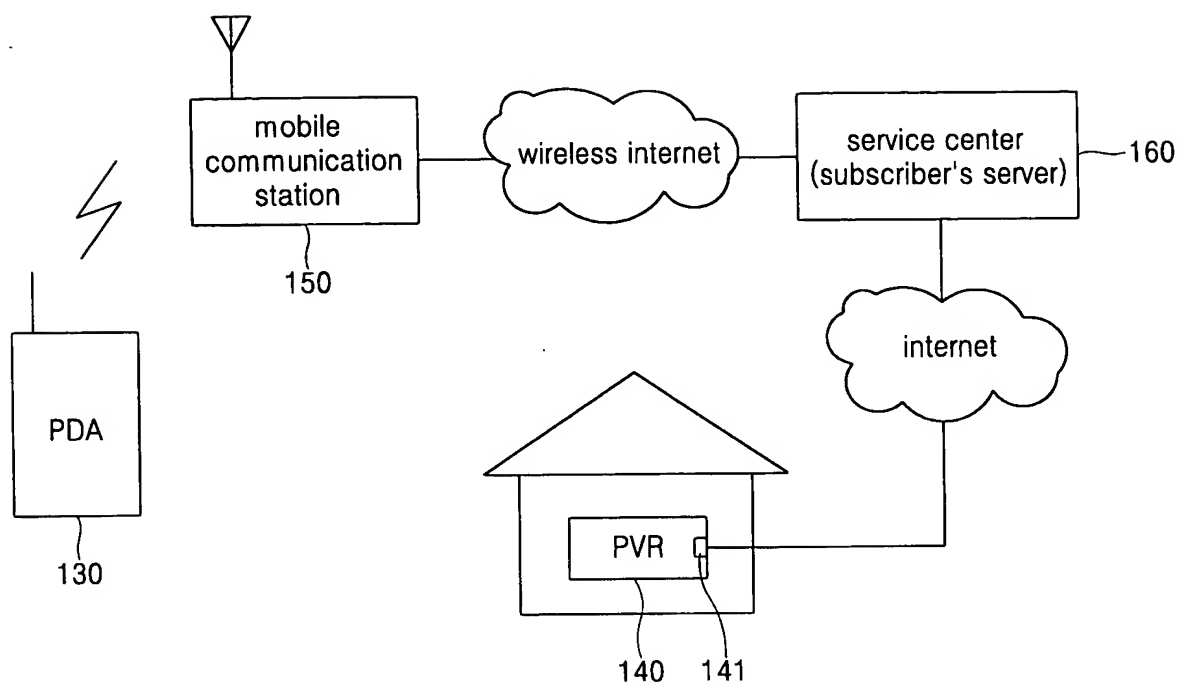 mobile
communication
station
150
wireless internet
service center
(subscriber's server)
160
internet
PDA
130
PVR
140
141